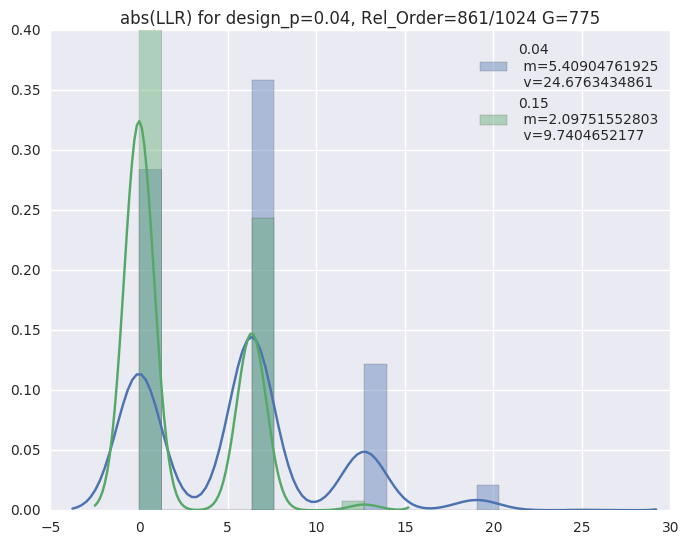 abs(LLR) for design_p=0.04, Rel_Order=861/1024 G=775
0.04
m=5.40904761925
v=24.6763434861
0.15
m=2.09751552803
v=9.7404652177
0.40
0.35
0.30
0.25
0.20
0.15
0.10
0.05
0.00
−5 0 5 10 15 20 25 30